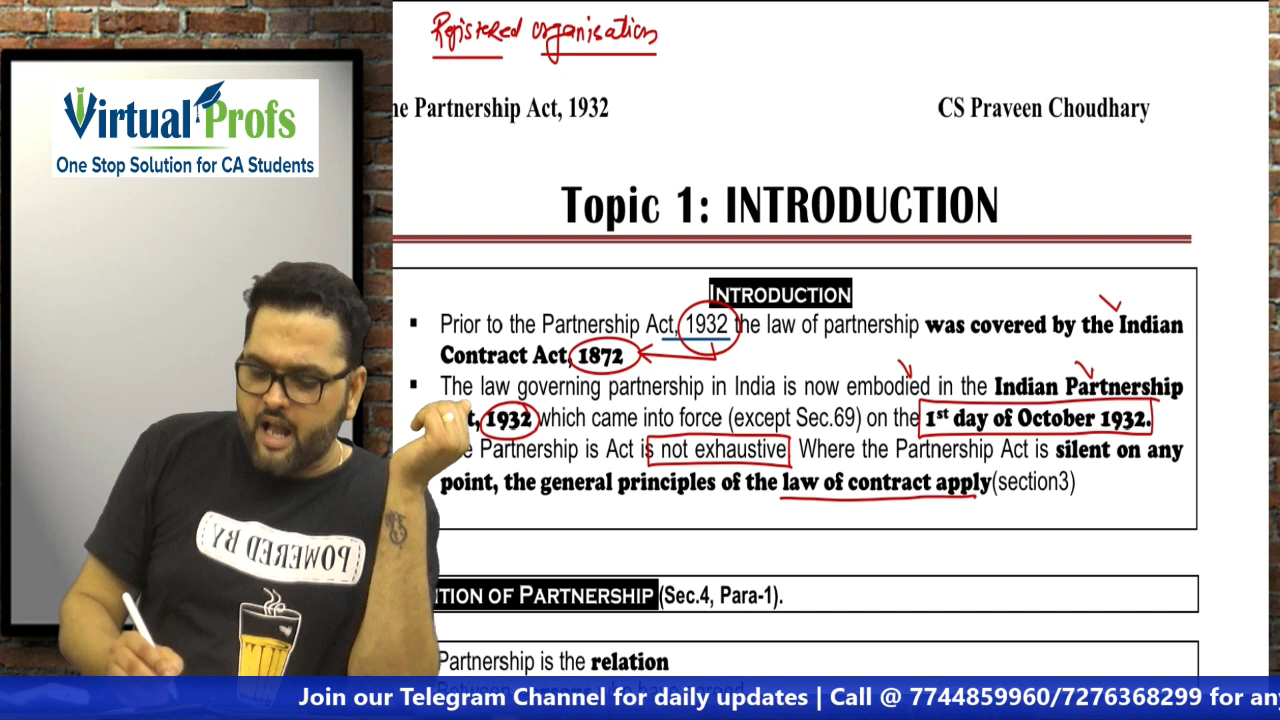 Registered organisation
Virtual Profs
One Stop Solution for CA Students
he Partnership Act, 1932 CS Praveen Choudhary
Topic 1: INTRODUCTION
INTRODUCTION
▪ Prior to the Partnership Act, 1932 the law of partnership was covered by the Indian
Contract Act, 1872
▪ The law governing partnership in India is now embodied in the Indian Partnership
t, 1932 which came into force (except Sec.69) on the 1st day of October 1932.
e Partnership is Act is not exhaustive. Where the Partnership Act is silent on any
point, the general principles of the law of contract apply(section3)
ITION OF PARTNERSHIP (Sec.4, Para-1).
Partnership is the relation
POWERED BY
Join our Telegram Channel for daily updates | Call @ 7744859960/7276368299 for any